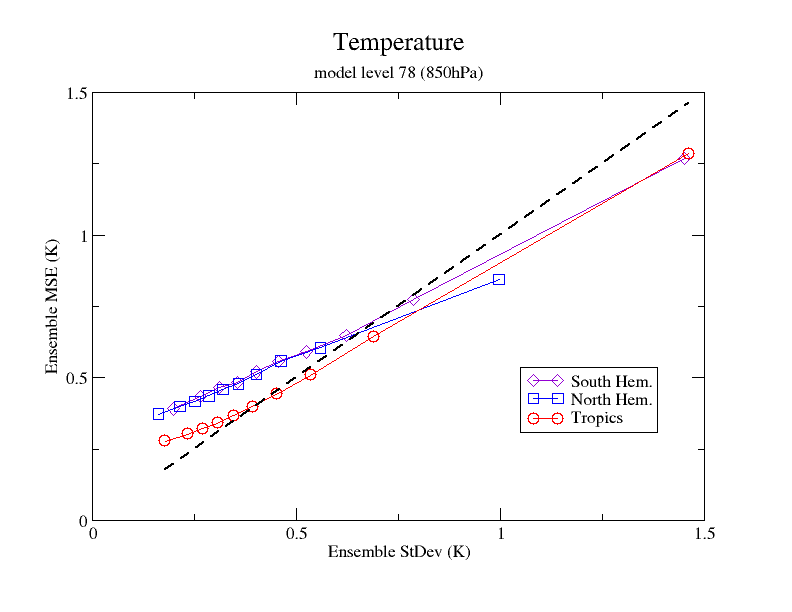 Temperature
model level 78 (850hPa)
1.5
1
0.5
0
Ensemble MSE (K)
South Hem.
North Hem.
Tropics
0
0.5
1
1.5
Ensemble StDev (K)